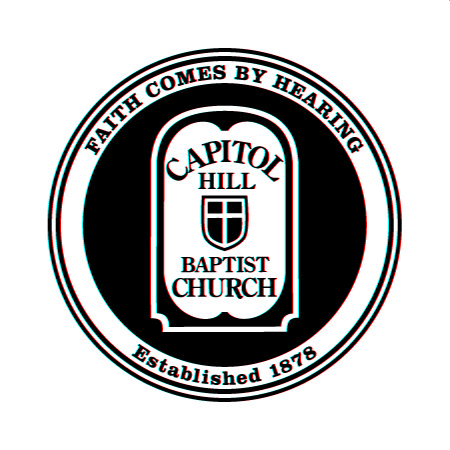 FAITH COMES BY HEARING
CAPITOL
HILL
BAPTIST
CHURCH
Established 1878